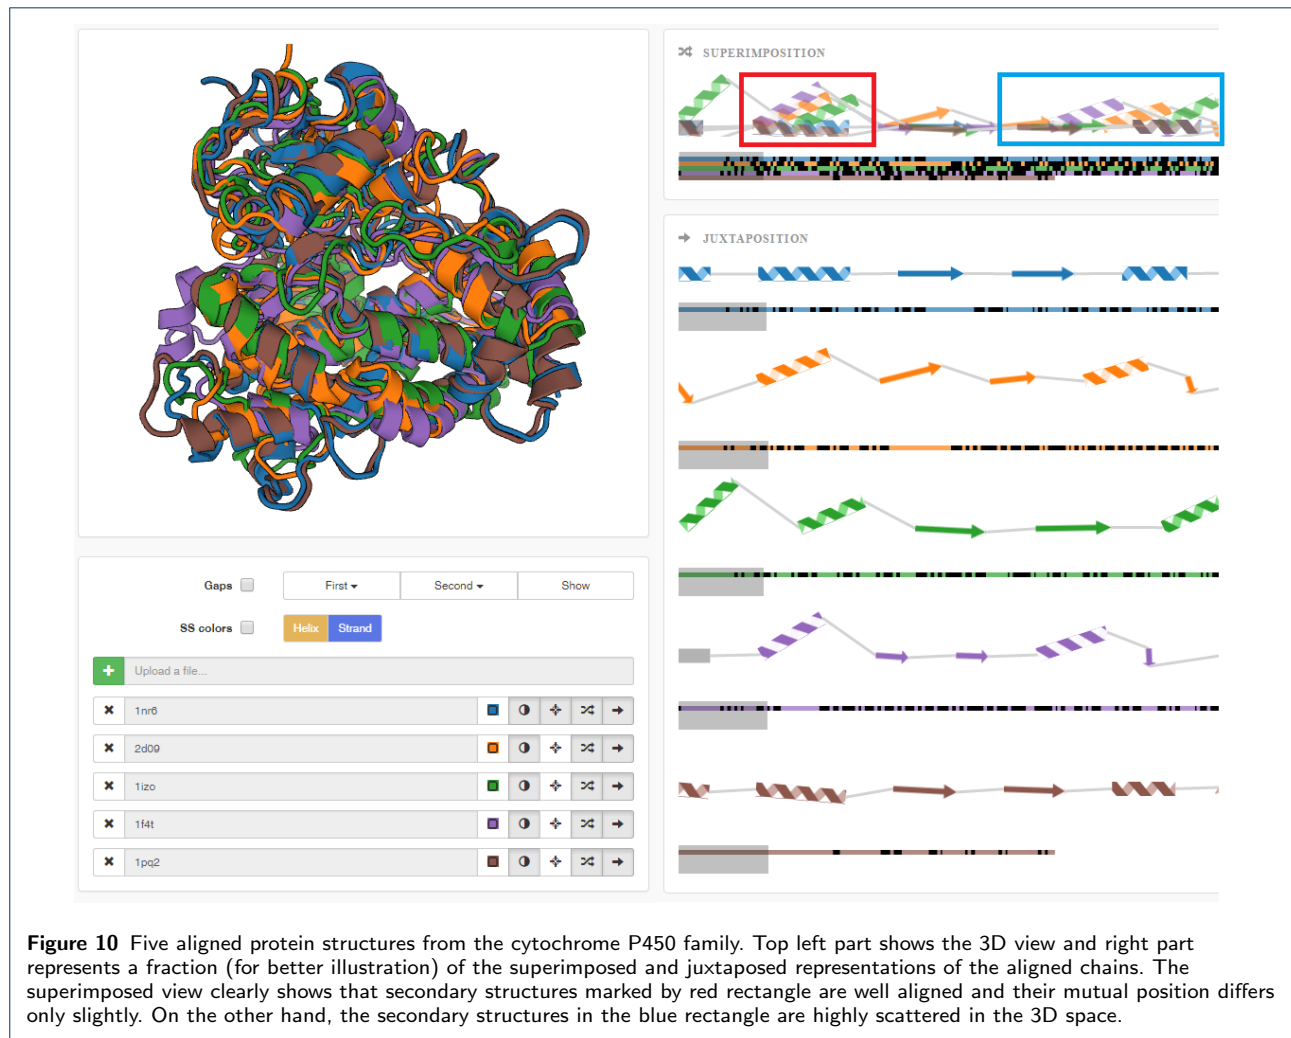 SUPERIMPOSITION
JUXTAPOSITION
Gaps First Second Show
SS colors Helix Strand
+ Upload a file...
1nr6
2d09
1izo
1f4t
1pq2
Figure 10 Five aligned protein structures from the cytochrome P450 family. Top left part shows the 3D view and right part
represents a fraction (for better illustration) of the superimposed and juxtaposed representations of the aligned chains. The
superimposed view clearly shows that secondary structures marked by red rectangle are well aligned and their mutual position differs
only slightly. On the other hand, the secondary structures in the blue rectangle are highly scattered in the 3D space.